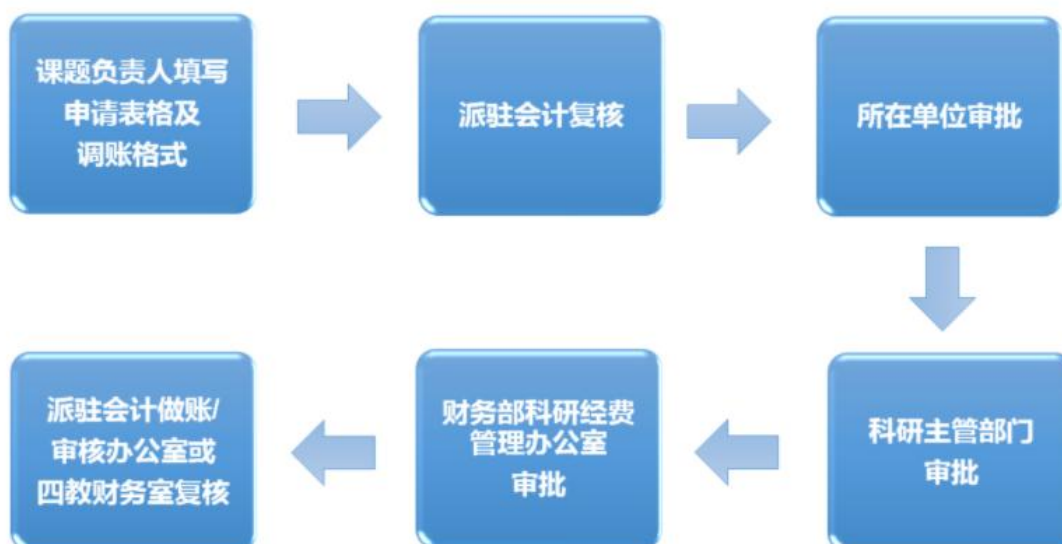 课题负责人填写
申请表格及
调账格式
派驻会计复核
所在单位审批
科研主管部门
审批
财务部科研经费
管理办公室
审批
派驻会计做账/
审核办公室或
四教财务室复核